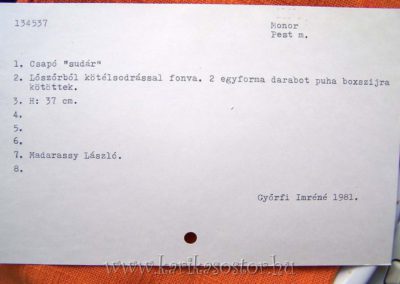 134537
Monor
Pest m.
1. Csapó "sudár"
2. Lószőrből kötélsodrással fonva. 2 egyforma darabot puha boxszijra
kötöttek.
3. H: 37 cm.
4.
5.
6.
7. Madarassy László.
8.
Győrfi Imréné 1981.
www.karikasostor.hu